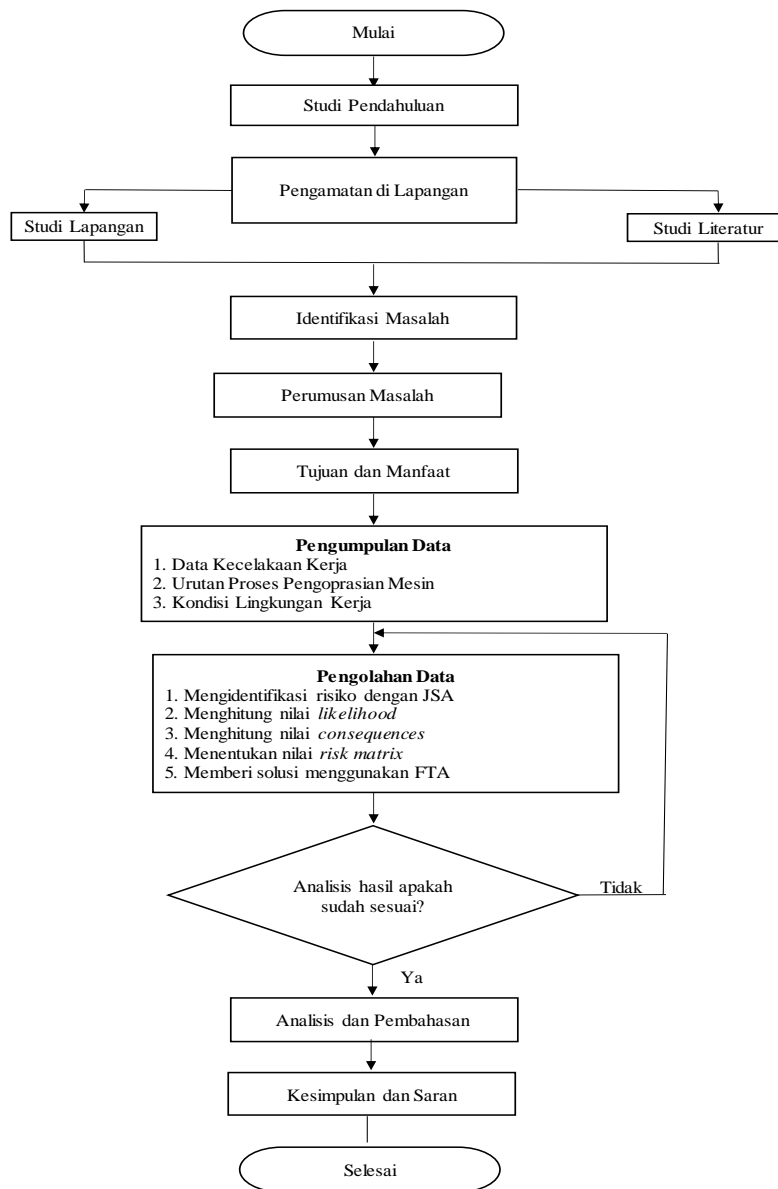 Mulai
Studi Pendahuluan
Pengamatan di Lapangan
Studi Lapangan
Studi Literatur
Identifikasi Masalah
Perumusan Masalah
Tujuan dan Manfaat
Pengumpulan Data
1. Data Kecelakaan Kerja
2. Urutan Proses Pengoprasian Mesin
3. Kondisi Lingkungan Kerja
Pengolahan Data
1. Mengidentifikasi risiko dengan JSA
2. Menghitung nilai likelihood
3. Menghitung nilai consequences
4. Menentukan nilai risk matrix
5. Memberi solusi menggunakan FTA
Analisis hasil apakah
sudah sesuai?
Tidak
Ya
Analisis dan Pembahasan
Kesimpulan dan Saran
Selesai